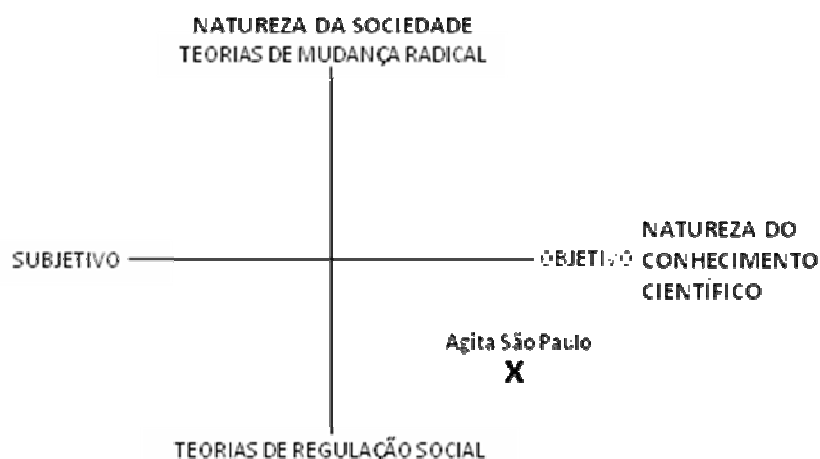 NATUREZA DA SOCIEDADE
TEORIAS DE MUDANÇA RADICAL
SUBJETIVO
OBJETIVO
NATUREZA DO
CONHECIMENTO
CIENTÍFICO
Agita São Paulo
X
TEORIAS DE REGULAÇÃO SOCIAL